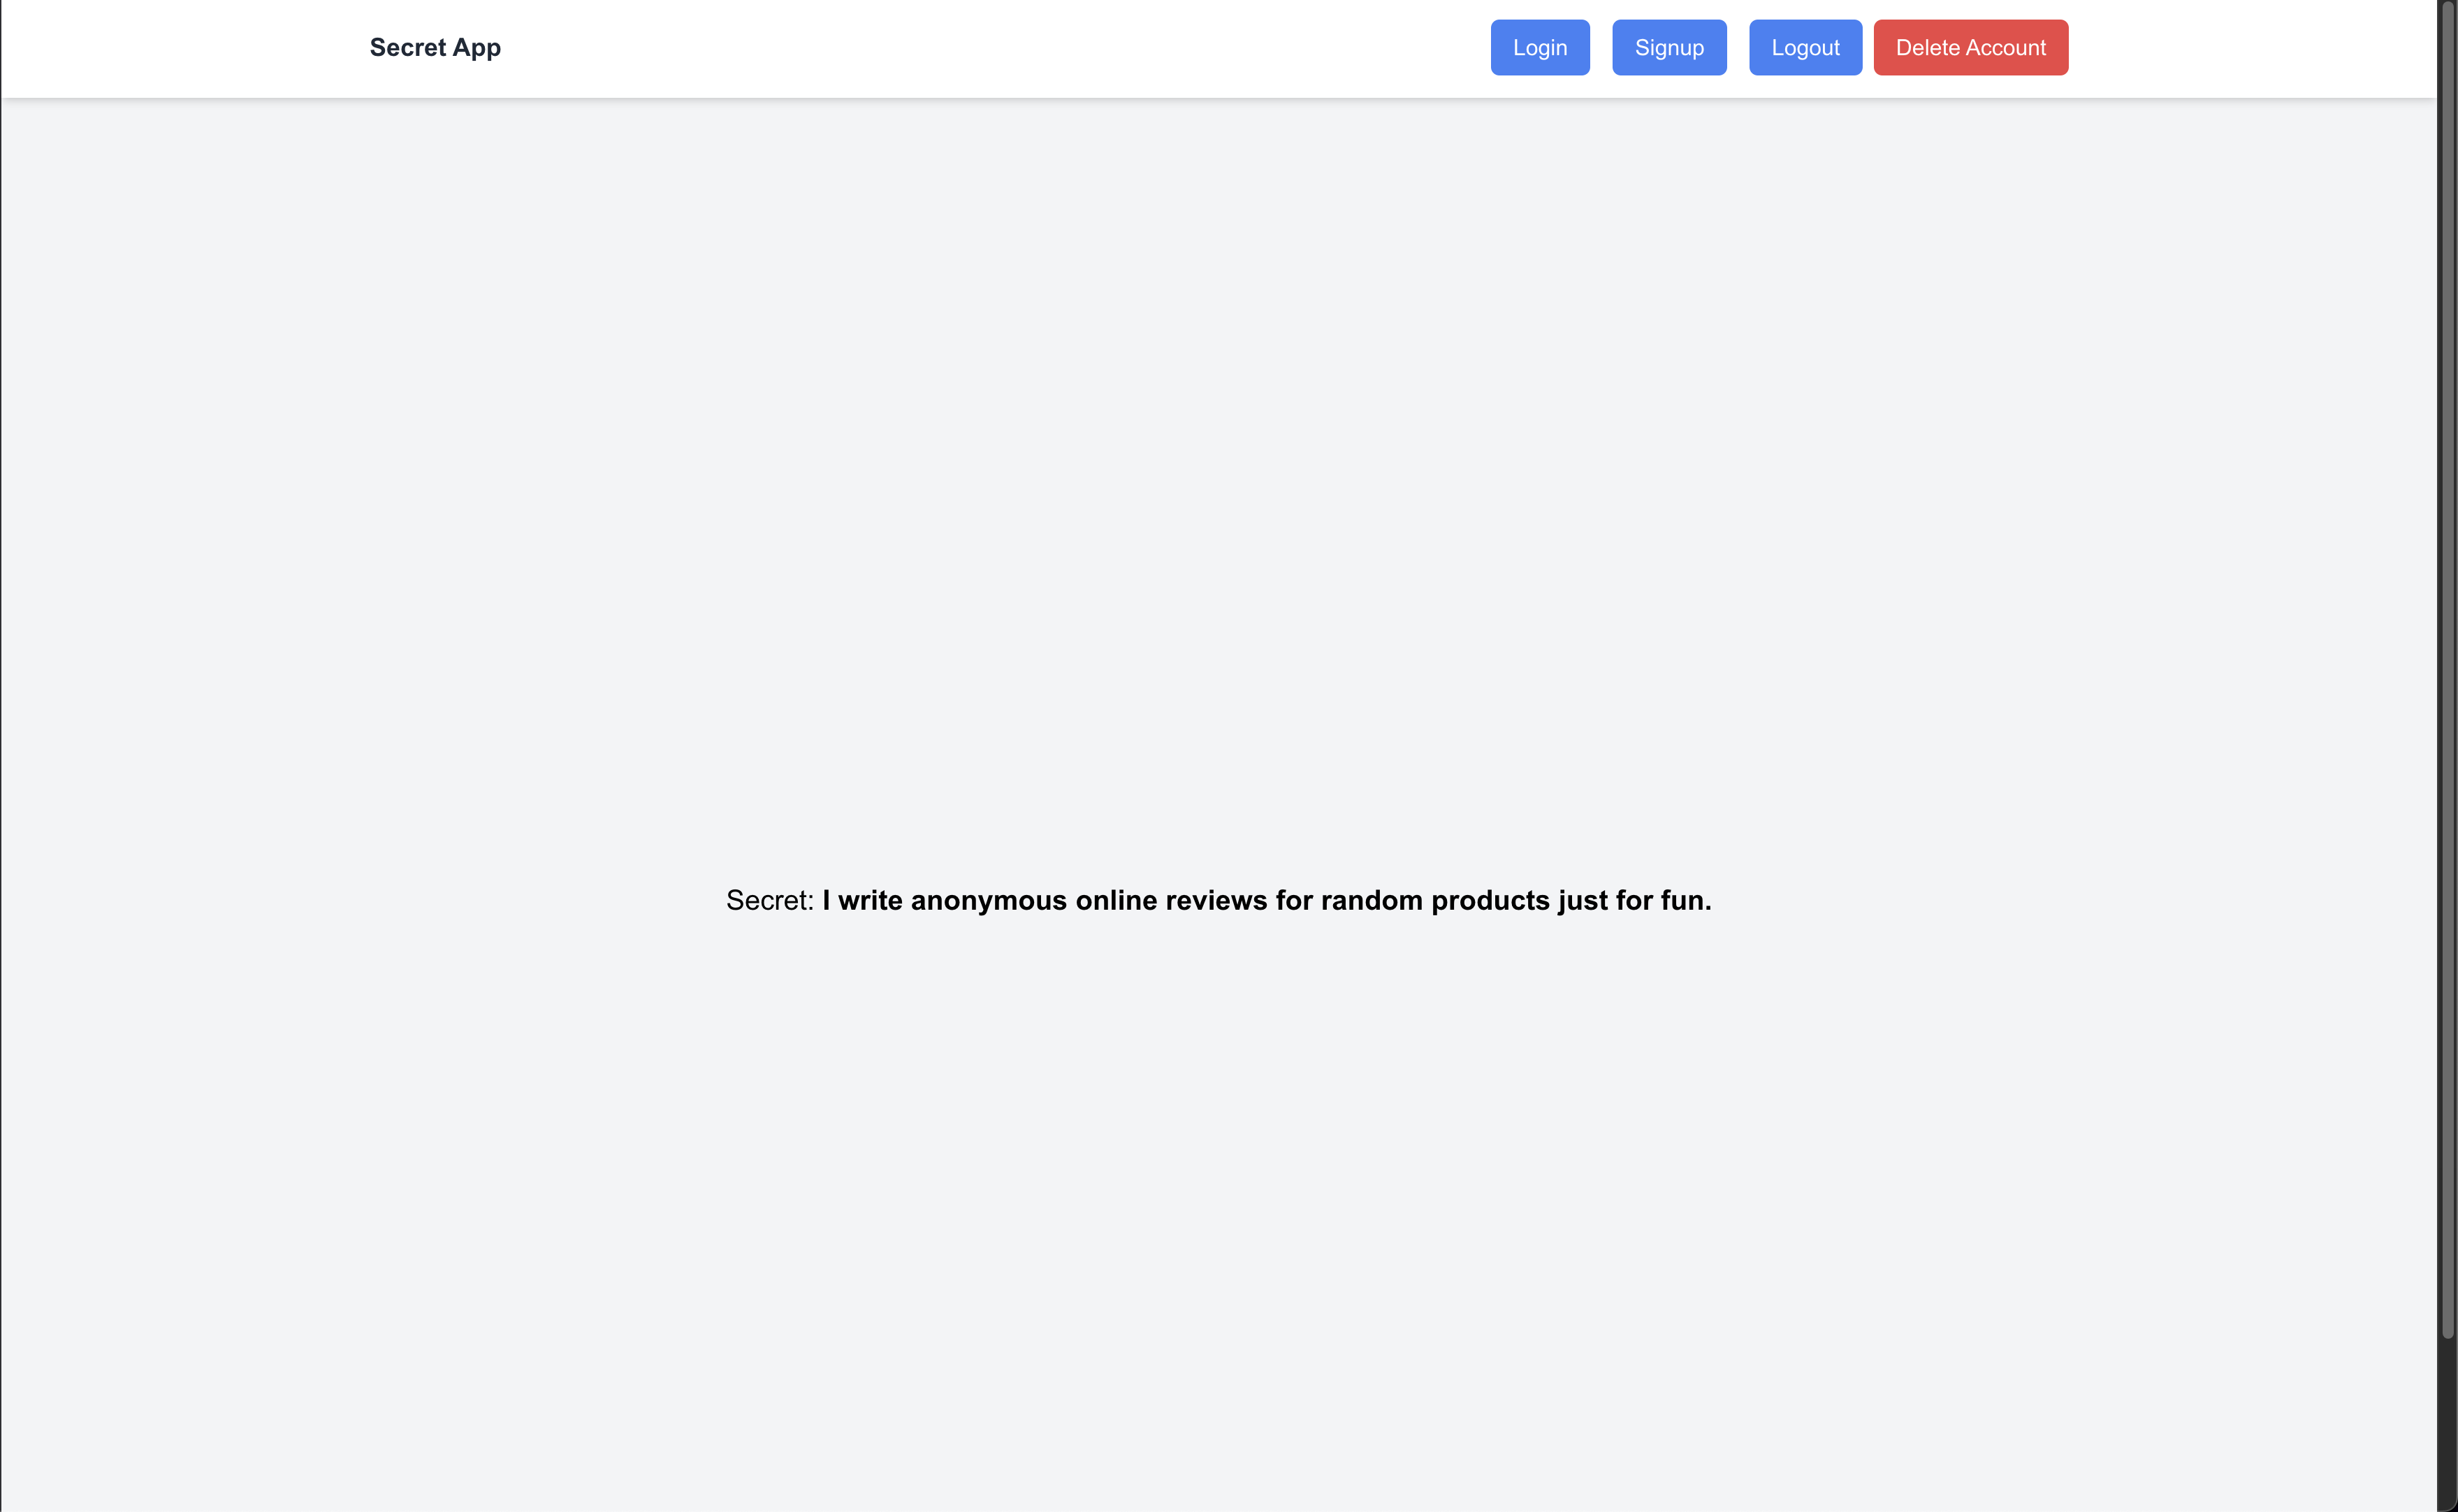 Secret App
Login
Signup
Logout
Delete Account
Secret: I write anonymous online reviews for random products just for fun.